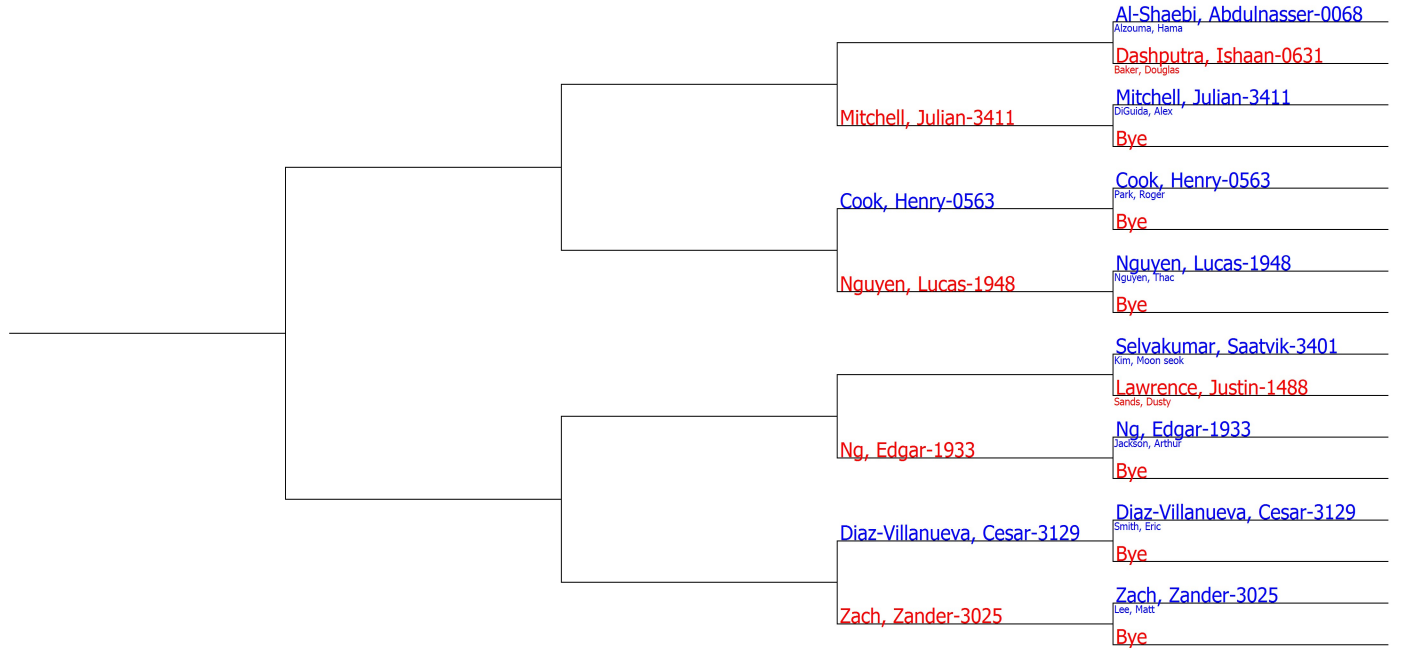 Al-Shaebi, Abdulnasser-0068
Alzouma, Hama
Dashputra, Ishaan-0631
Baker, Douglas
Mitchell, Julian-3411
DiGuida, Alex
Mitchell, Julian-3411
Bye
Cook, Henry-0563
Park, Roger
Cook, Henry-0563
Bye
Nguyen, Lucas-1948
Nguyen, Thac
Nguyen, Lucas-1948
Bye
Selvakumar, Saatvik-3401
Kim, Moon seok
Lawrence, Justin-1488
Sands, Dusty
Ng, Edgar-1933
Jackson, Arthur
Ng, Edgar-1933
Bye
Diaz-Villanueva, Cesar-3129
Smith, Eric
Diaz-Villanueva, Cesar-3129
Bye
Zach, Zander-3025
Lee, Matt
Zach, Zander-3025
Bye